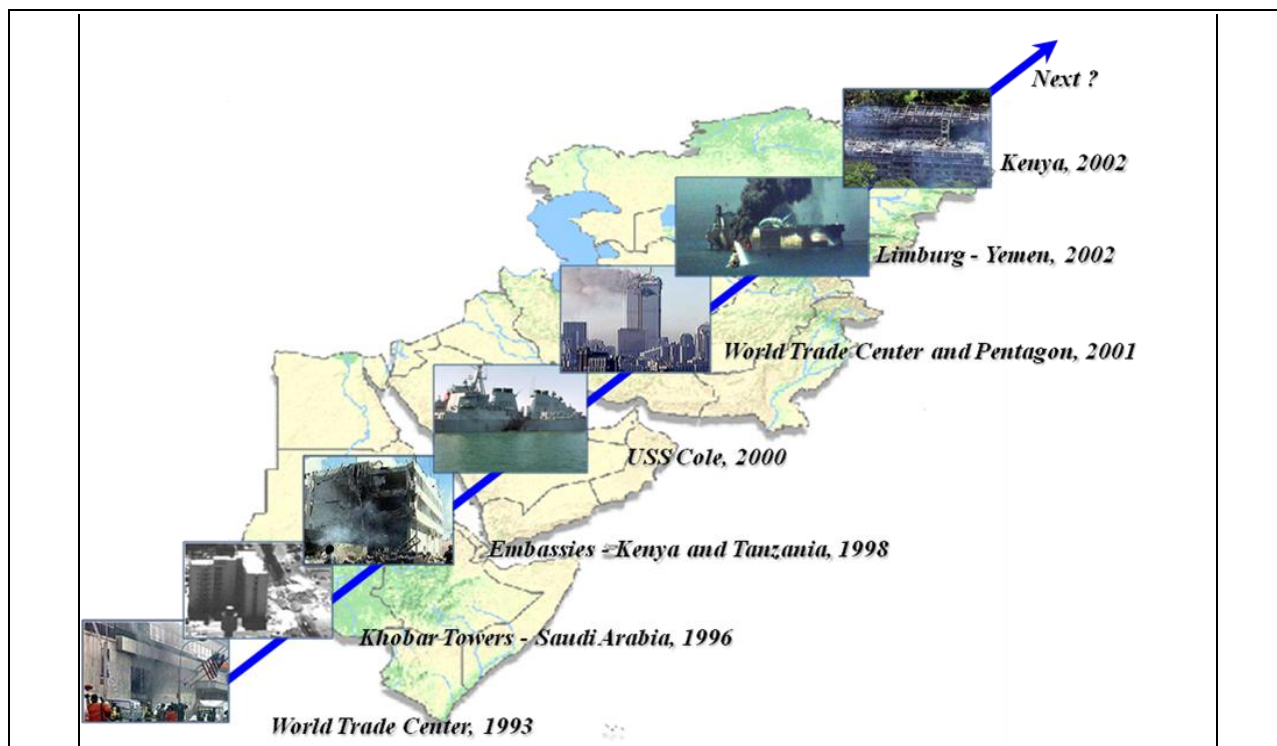 Next ?
Kenya, 2002
Limburg - Yemen, 2002
World Trade Center and Pentagon, 2001
USS Cole, 2000
Embassies - Kenya and Tanzania, 1998
Khobar Towers - Saudi Arabia, 1996
World Trade Center, 1993